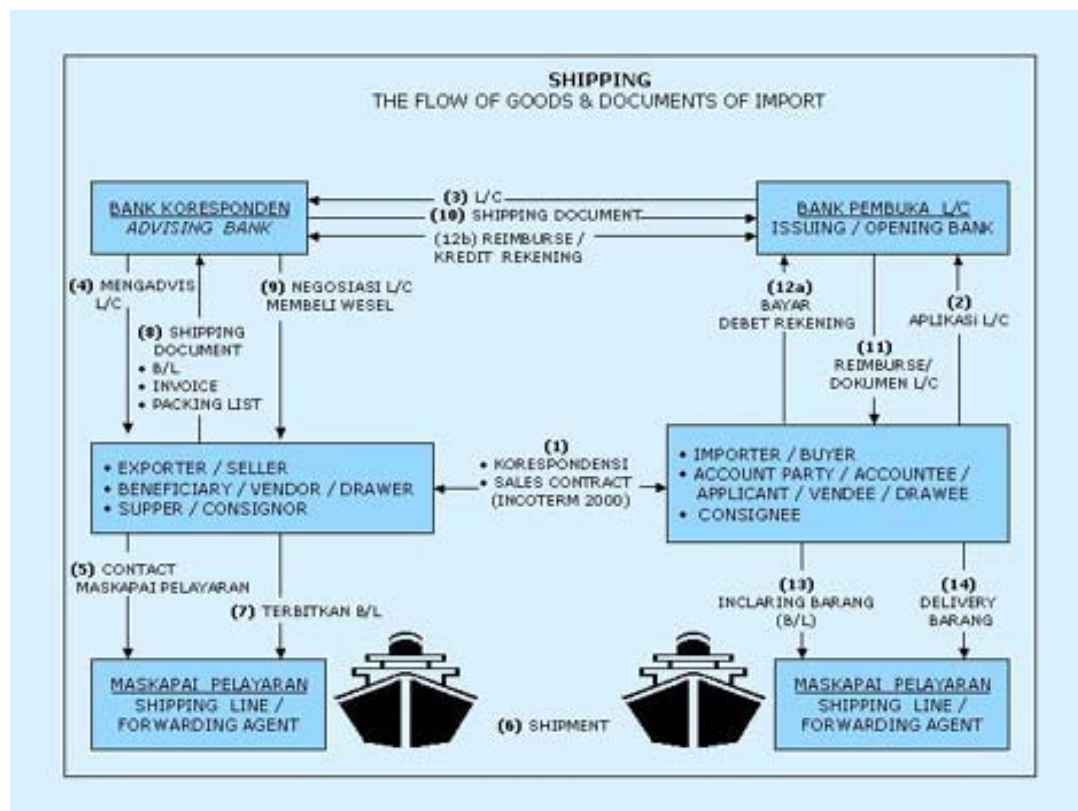 SHIPPING
THE FLOW OF GOODS & DOCUMENTS OF IMPORT
BANK KORESPONDEN
ADVISING BANK
(3) L/C
(10) SHIPPING DOCUMENT
(12b) REIMBURSE /
KREDIT REKENING
BANK PEMBUKA L/C
ISSUING / OPENING BANK
(4) MENGADVIS
L/C
(8) SHIPPING
DOCUMENT
• B/L
• INVOICE
• PACKING LIST
(9) NEGOSIASI L/C
MEMBELI WESEL
(12a)
BAYAR
DEBET REKENING
(11)
REIMBURSE/
DOKUMEN L/C
(2)
APLIKASI L/C
• EXPORTER / SELLER
• BENEFICIARY / VENDOR / DRAWER
• SUPPER / CONSIGNOR
(1)
• KORESPONDENSI
• SALES CONTRACT
(INCOTERM 2000)
• IMPORTER / BUYER
• ACCOUNT PARTY / ACCOUNTEE /
APPLICANT / VENDEE / DRAWEE
• CONSIGNEE
(5) CONTACT
MASKAPAI PELAYARAN
(7) TERBITKAN B/L
(13)
INCLARING BARANG
(B/L)
(14)
DELIVERY
BARANG
MASKAPAI PELAYARAN
SHIPPING LINE /
FORWARDING AGENT
(6) SHIPMENT
MASKAPAI PELAYARAN
SHIPPING LINE /
FORWARDING AGENT